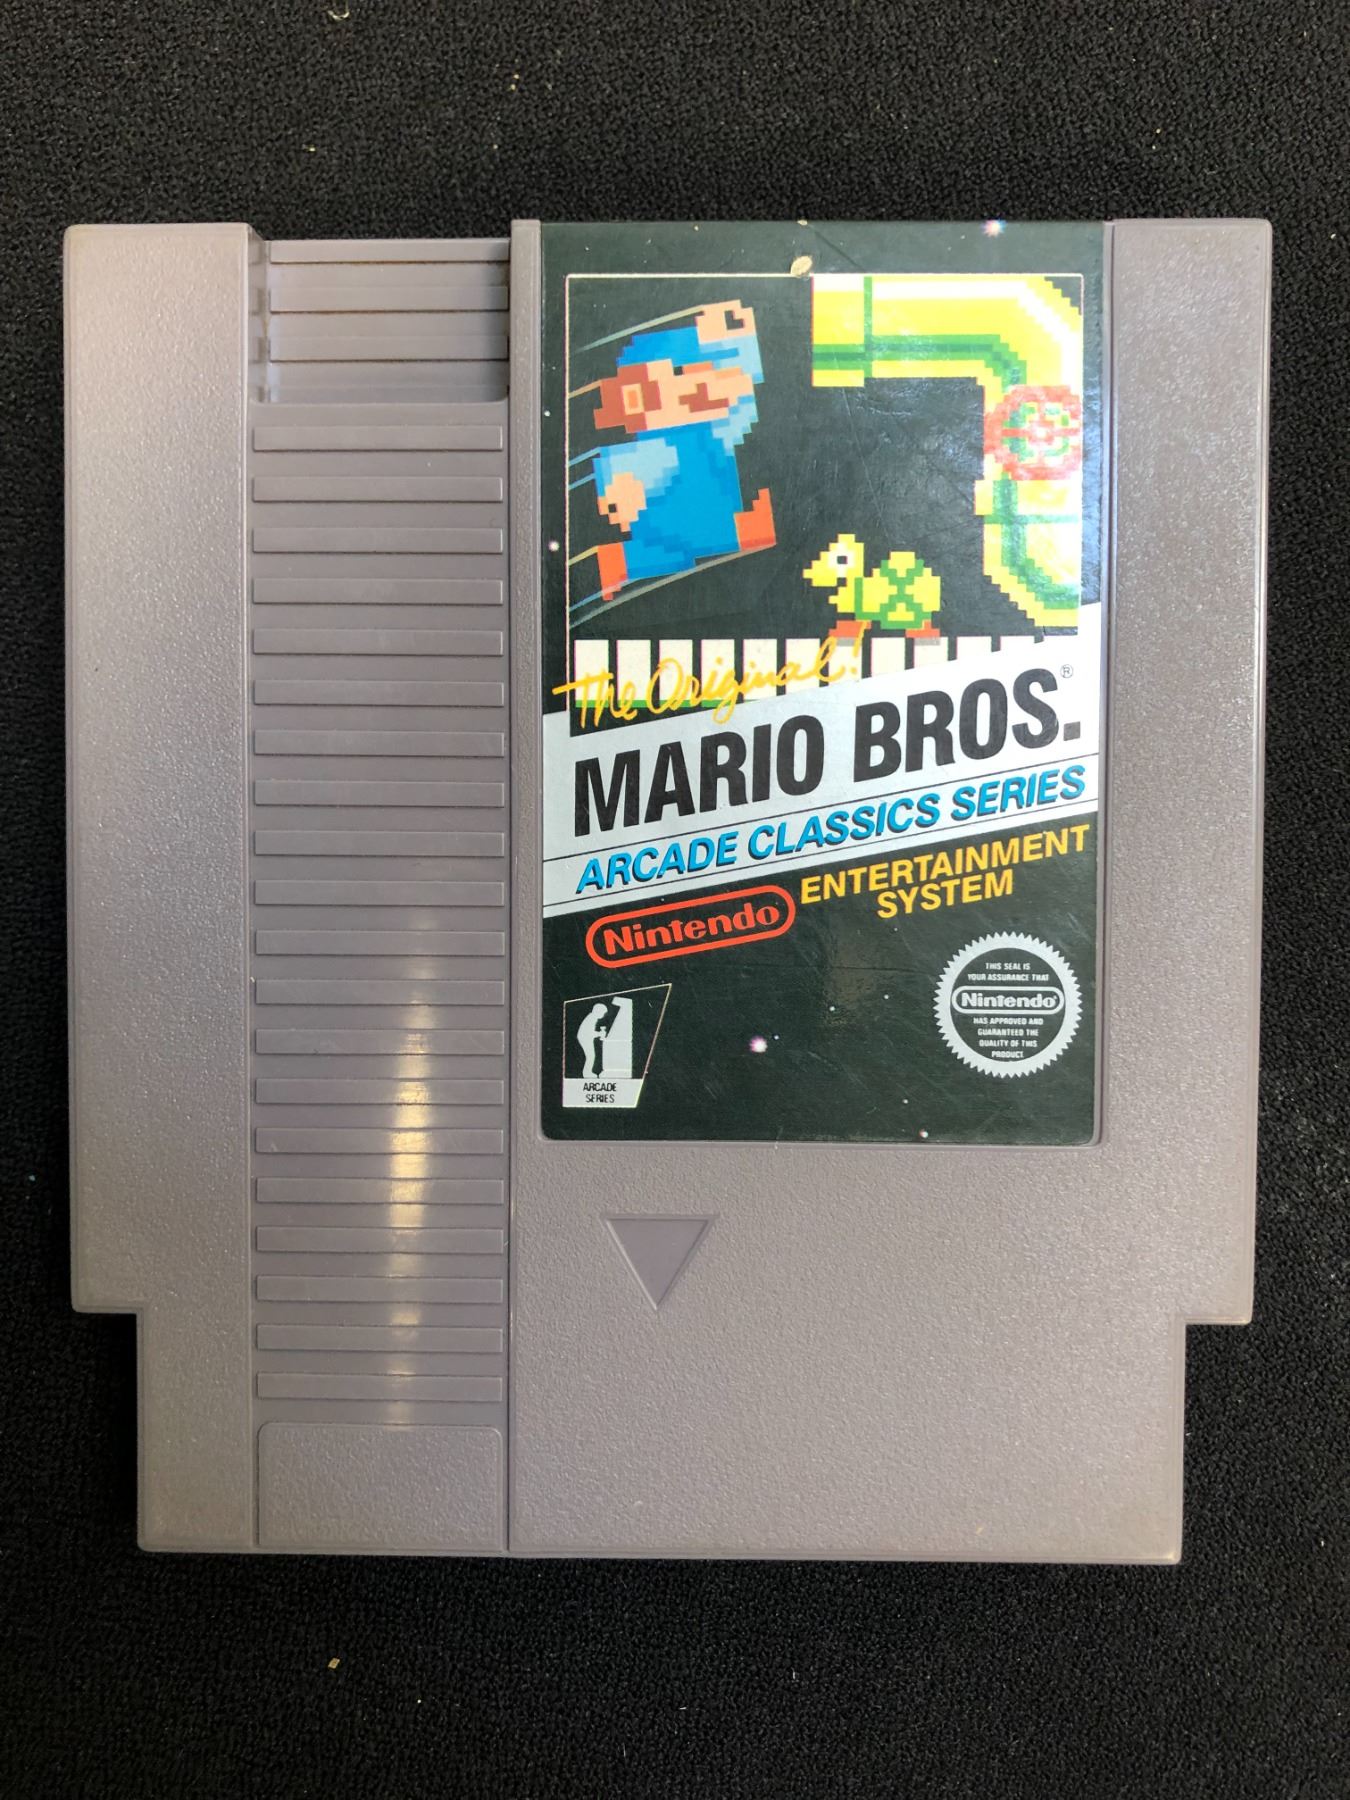 The Original!
MARIO BROS.®
ARCADE CLASSICS SERIES
Nintendo
ENTERTAINMENT
SYSTEM
THIS SEAL IS
YOUR ASSURANCE THAT
Nintendo®
HAS APPROVED AND
GUARANTEED THE
QUALITY OF THIS
PRODUCT.
ARCADE
SERIES